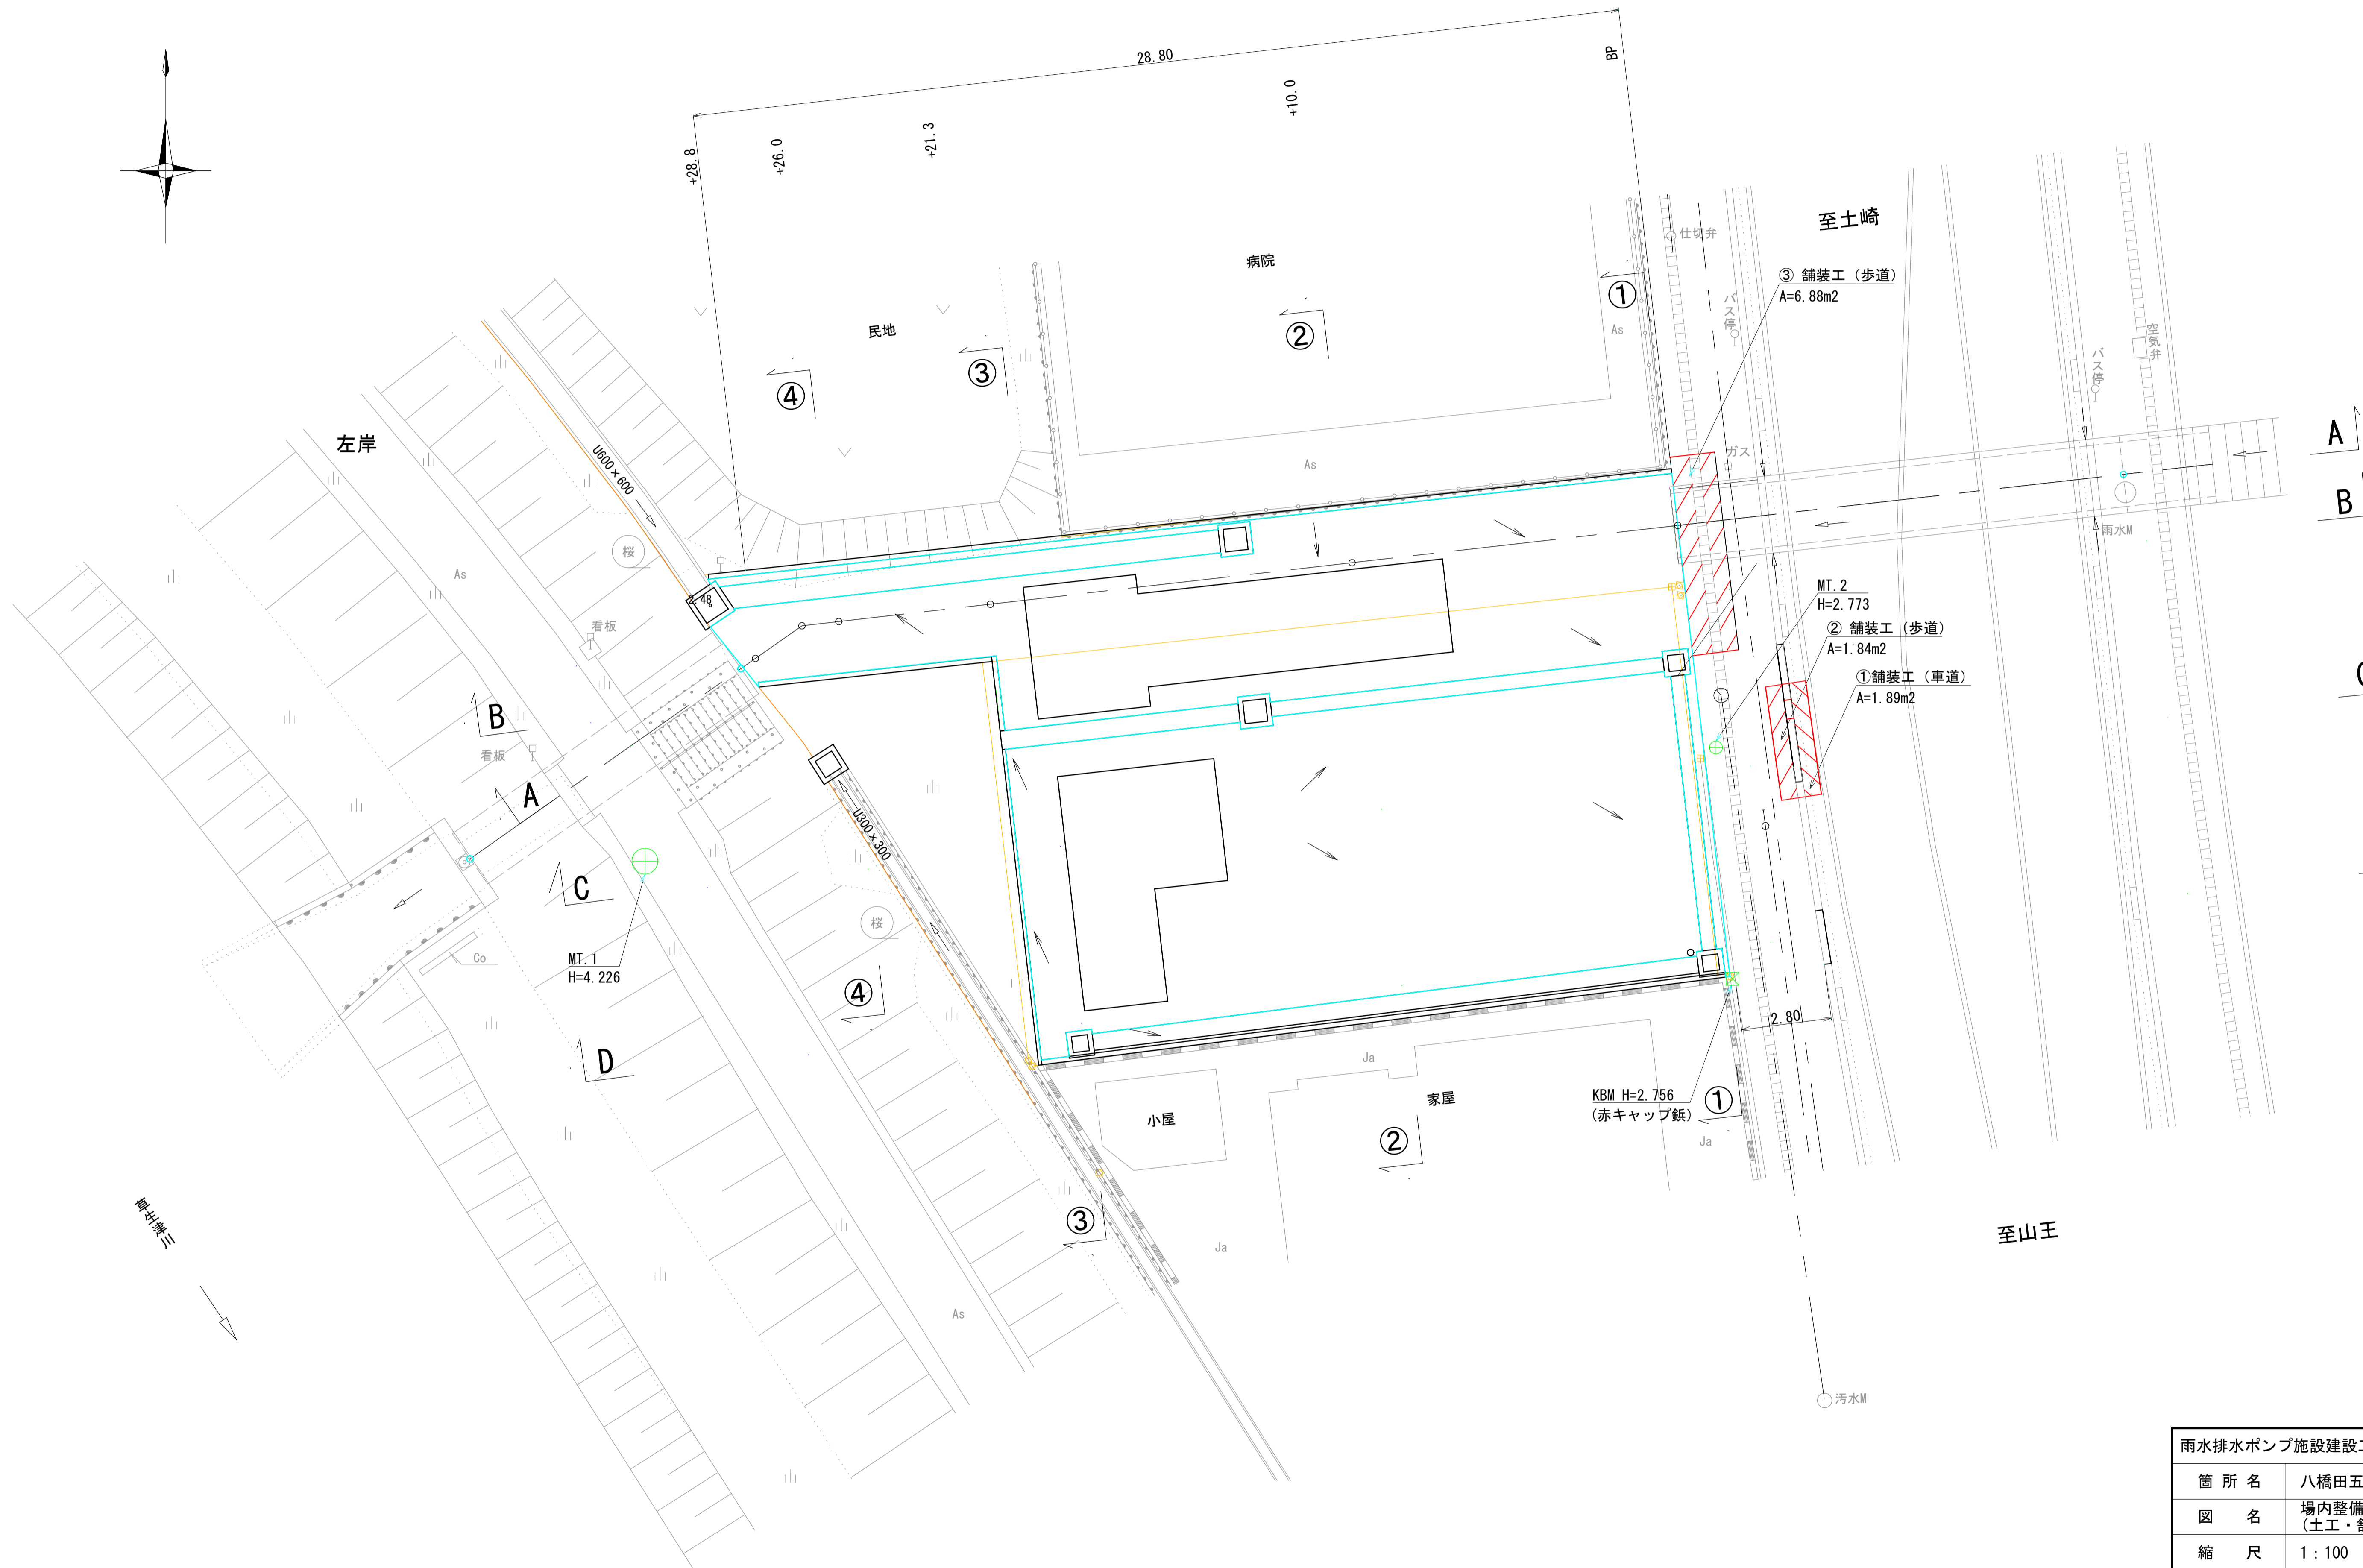 28.80
BP
+10.0
+21.3
+26.0
+28.8
至土崎
仕切弁
③ 舗装工（歩道）
A=6.88m2
病院
①
②
民地
③
④
As
バス停
バス停
空気弁
左岸
U600×600
ガス
As
A
B
雨水M
桜
As
2.48
看板
MT.2
H=2.773
② 舗装工（歩道）
A=1.84m2
①舗装工（車道）
A=1.89m2
B
看板
A
U300×300
C
桜
Co
MT.1
H=4.226
④
D
2.80
Ja
小屋
家屋
KBM H=2.756
(赤キャップ鋲)
①
②
Ja
③
Ja
草生津川
至山王
As
汚水M
雨水排水ポンプ施設建設
箇所名 八橋田五
図名 場内整備
(土工・
縮尺 1：100